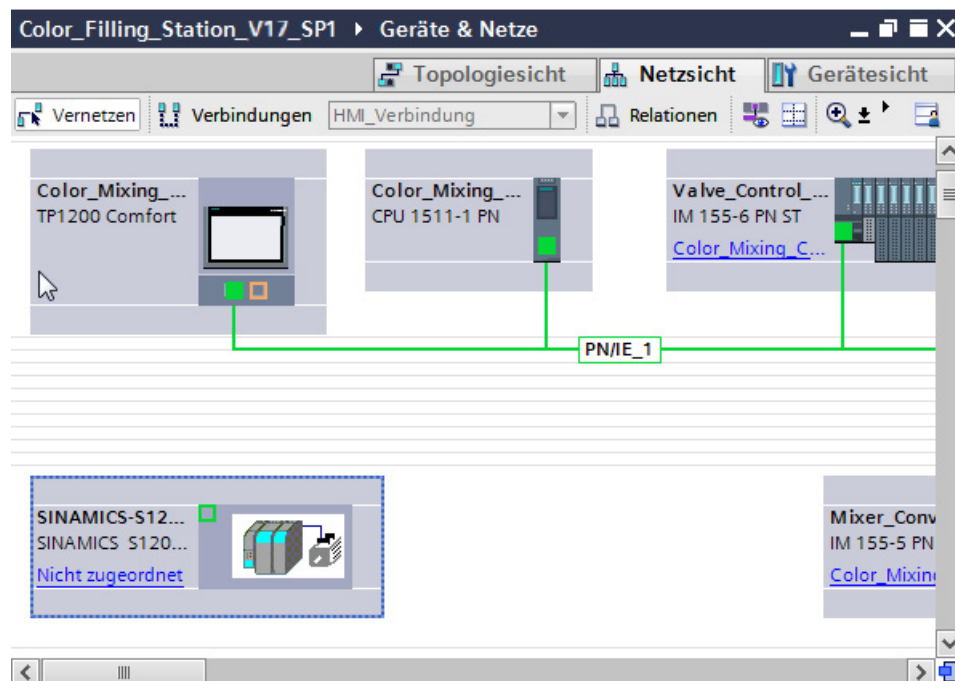 Color_Filling_Station_V17_SP1 ▸ Geräte & Netze
Topologiesicht Netzsicht Gerätesicht
Vernetzen Verbindungen HMI_Verbindung Relationen
Color_Mixing_...
TP1200 Comfort
Color_Mixing_...
CPU 1511-1 PN
Valve_Control_...
IM 155-6 PN ST
Color_Mixing_C...
PN/IE_1
SINAMICS-S12...
SINAMICS S120...
Nicht zugeordnet
Mixer_Conv
IM 155-5 PN
Color_Mixin